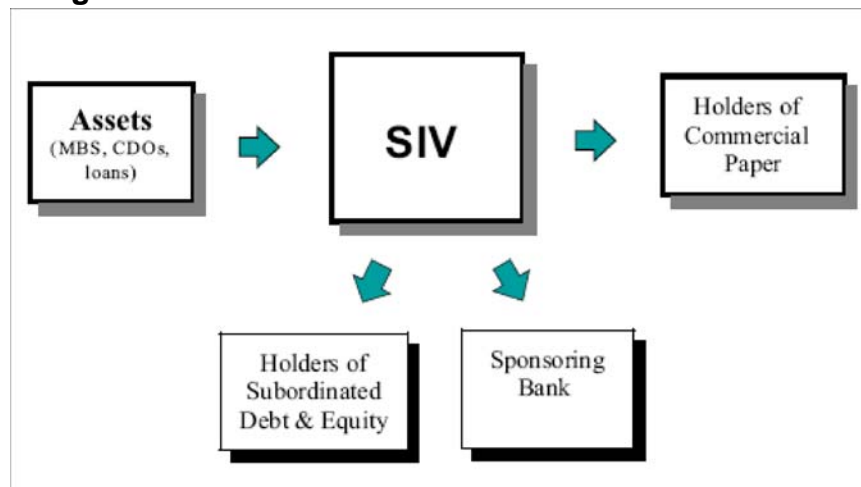 Assets
(MBS, CDOs,
loans)
SIV
Holders of
Commercial
Paper
Holders of
Subordinated
Debt & Equity
Sponsoring
Bank